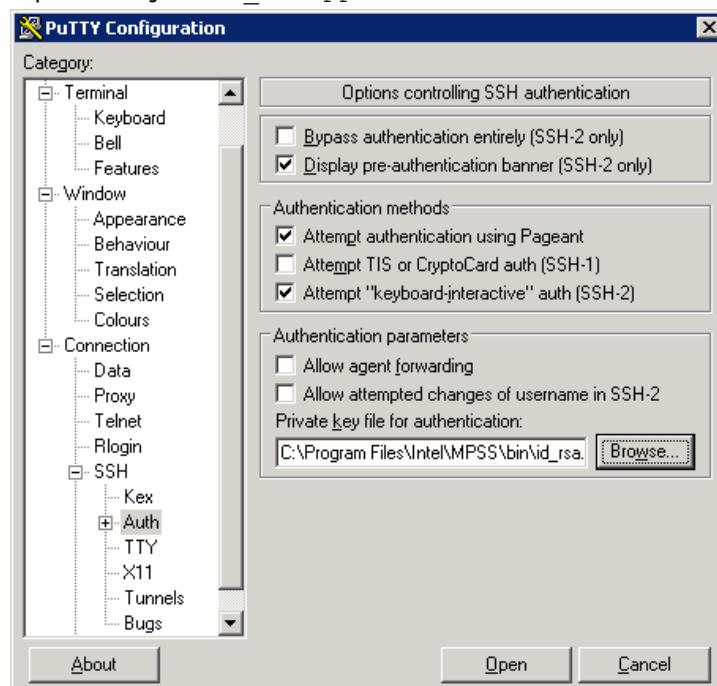 PuTTY Configuration
Category:
Terminal
Keyboard
Bell
Features
Window
Appearance
Behaviour
Translation
Selection
Colours
Connection
Data
Proxy
Telnet
Rlogin
SSH
Kex
Auth
TTY
X11
Tunnels
Bugs
Options controlling SSH authentication
Bypass authentication entirely (SSH-2 only)
Display pre-authentication banner (SSH-2 only)
Authentication methods
Attempt authentication using Pageant
Attempt TIS or CryptoCard auth (SSH-1)
Attempt "keyboard-interactive" auth (SSH-2)
Authentication parameters
Allow agent forwarding
Allow attempted changes of username in SSH-2
Private key file for authentication:
C:\Program Files\Intel\MPSS\bin\id_rsa.
Browse...
About
Open
Cancel